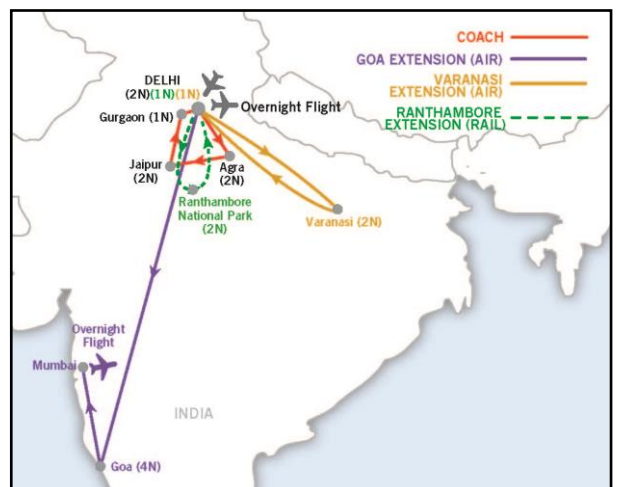 COACH
GOA EXTENSION (AIR)
VARANASI
EXTENSION (AIR)
RANTHAMBORE
EXTENSION (RAIL)
DELHI
(2N)(1N)(1N)
Overnight Flight
Gurgaon (1N)
Jaipur
(2N)
Agra
(2N)
Ranthambore
National Park
(2N)
Varanasi (2N)
Overnight
Flight
Mumbai
INDIA
Goa (4N)